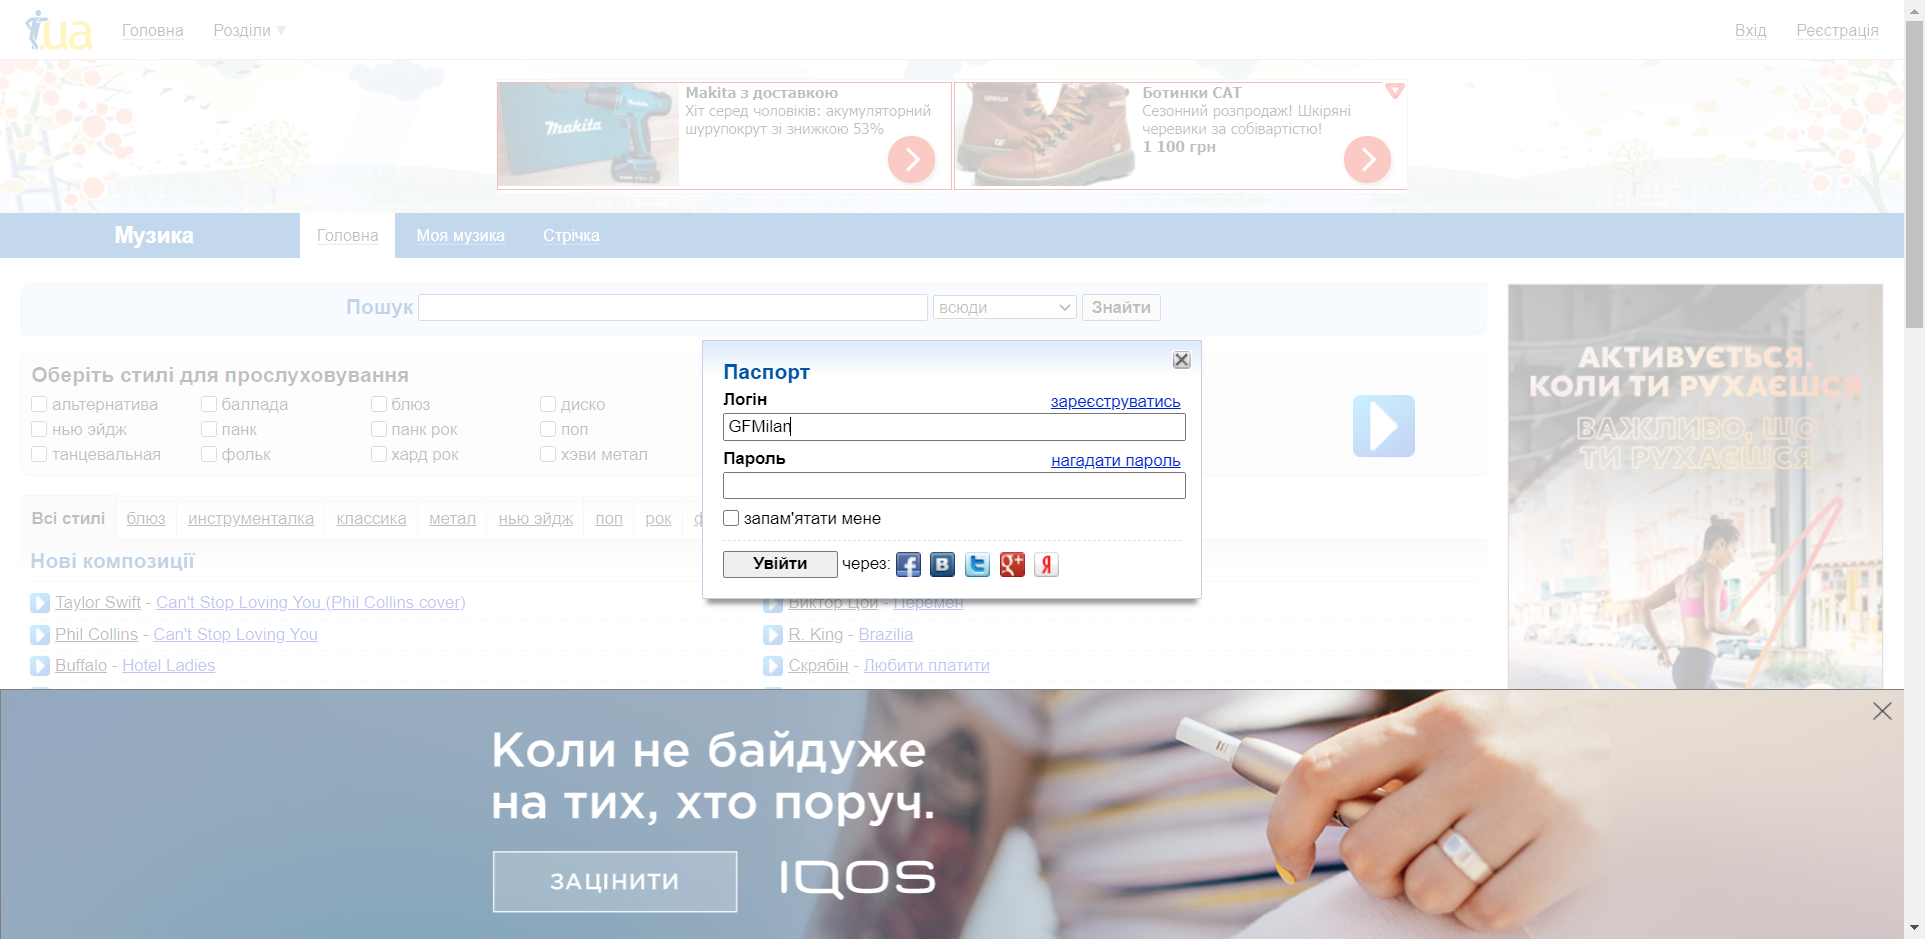 i.ua
Головна
Розділи
Вхід
Реєстрація
Makita з доставкою
Хіт серед чоловіків: акумуляторний
шурупокрут зі знижкою 53%
makita
Ботинки CAT
Сезонний розпродаж! Шкіряні
черевики за собівартістю!
1 100 грн
Музика
Головна
Моя музика
Стрічка
Пошук
всюди
Знайти
Оберіть стилі для прослуховування
альтернатива
баллада
блюз
диско
нью эйдж
панк
панк рок
поп
танцевальная
фольк
хард рок
хэви метал
Паспорт
Логін
зареєструватись
GFMilan
Пароль
нагадати пароль
запам'ятати мене
Увійти
через:
АКТИВУЄТЬСЯ,
КОЛИ ТИ РУХАЄШСЯ
ВАЖЛИВО, ЩО
ТИ РУХАЄШСЯ
Всі стилі
блюз
инструменталка
классика
метал
нью эйдж
поп
рок
Нові композиції
Taylor Swift - Can't Stop Loving You (Phil Collins cover)
Виктор Цой - Перемен
Phil Collins - Can't Stop Loving You
R. King - Brazilia
Buffalo - Hotel Ladies
Скрябін - Любити платити
Коли не байдуже
на тих, хто поруч.
ЗАЦІНИТИ
IQOS